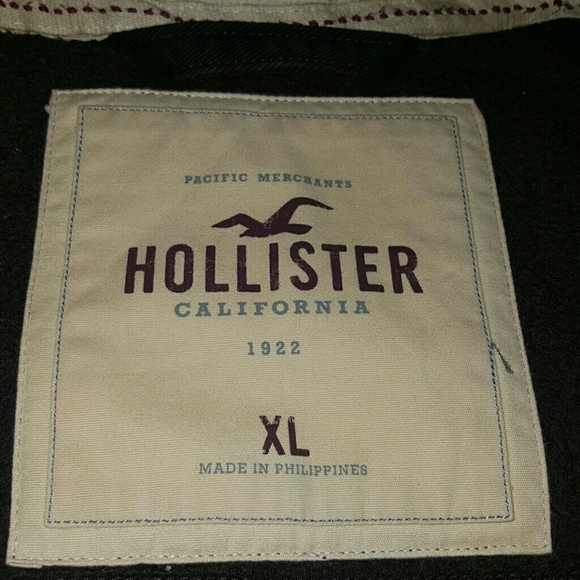 PACIFIC MERCHANTS
HOLLISTER
CALIFORNIA
1922
XL
MADE IN PHILIPPINES